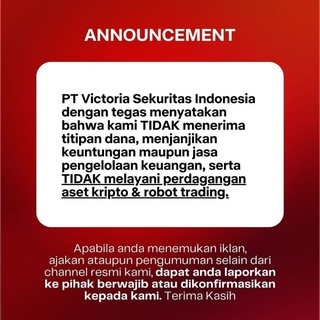 ANNOUNCEMENT
PT Victoria Sekuritas Indonesia
dengan tegas menyatakan
bahwa kami TIDAK menerima
titipan dana, menjanjikan
keuntungan maupun jasa
pengelolaan keuangan, serta
TIDAK melayani perdagangan
aset kripto & robot trading.
Apabila anda menemukan iklan,
ajakan ataupun pengumuman selain dari
channel resmi kami, dapat anda laporkan
ke pihak berwajib atau dikonfirmasikan
kepada kami. Terima Kasih